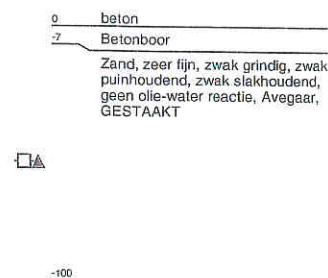 0 beton
-7 Betonboor
Zand, zeer fijn, zwak grindig, zwak
puinhoudend, zwak slakhoudend,
geen olie-water reactie, Avegaar,
GESTAAKT
-100